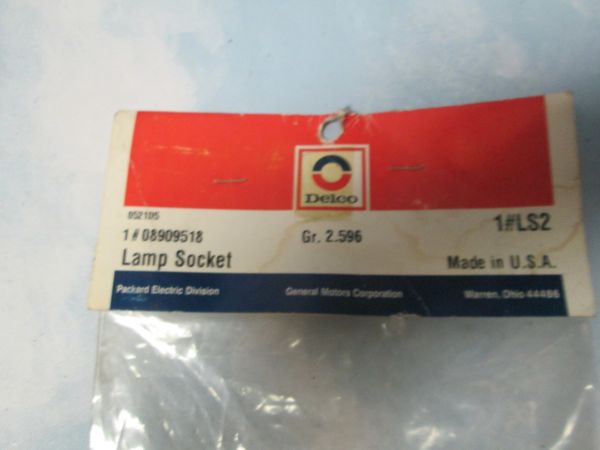 Delco
052105
1#08909518 Gr. 2.596 1#LS2
Lamp Socket Made in U.S.A.
Packard Electric Division General Motors Corporation Warren, Ohio 44486